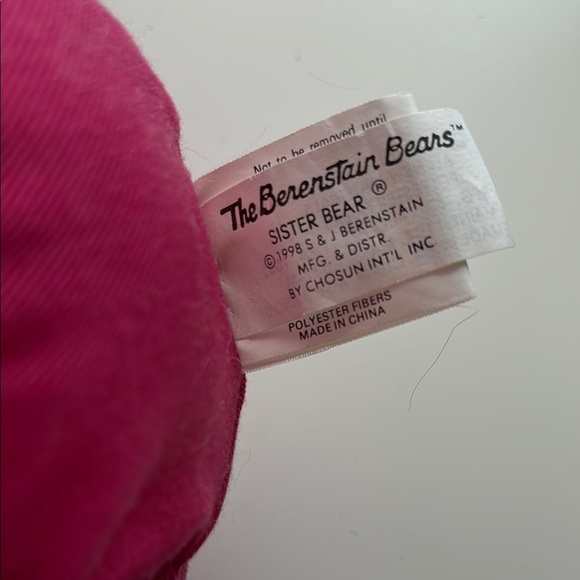 Not to be removed until
The Berenstain Bears™
SISTER BEAR ®
© 1998 S & J BERENSTAIN
MFG. & DISTR.
BY CHOSUN INT'L INC
POLYESTER FIBERS
MADE IN CHINA